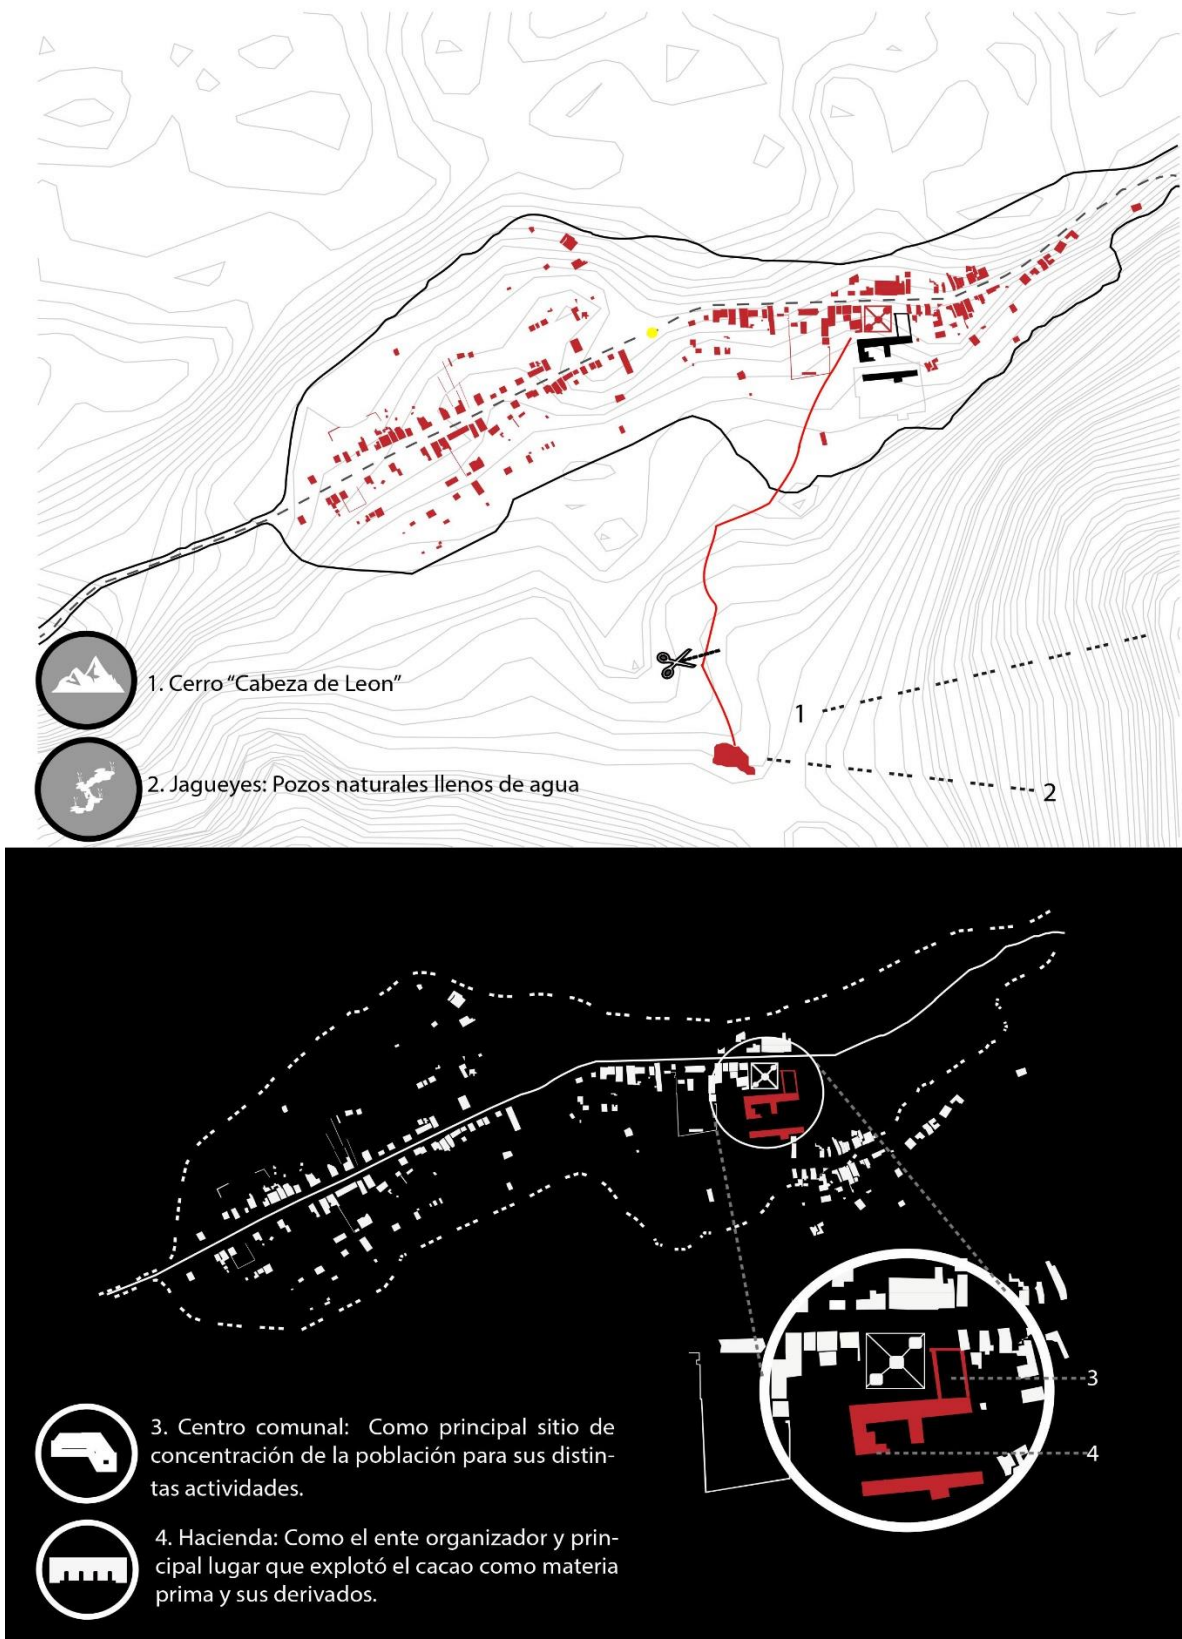 1. Cerro “Cabeza de Leon”
1
2. Jagueyes: Pozos naturales llenos de agua
2
3
3. Centro comunal: Como principal sitio de
concentración de la población para sus distin-
tas actividades.
4
4. Hacienda: Como el ente organizador y prin-
cipal lugar que explotó el cacao como materia
prima y sus derivados.